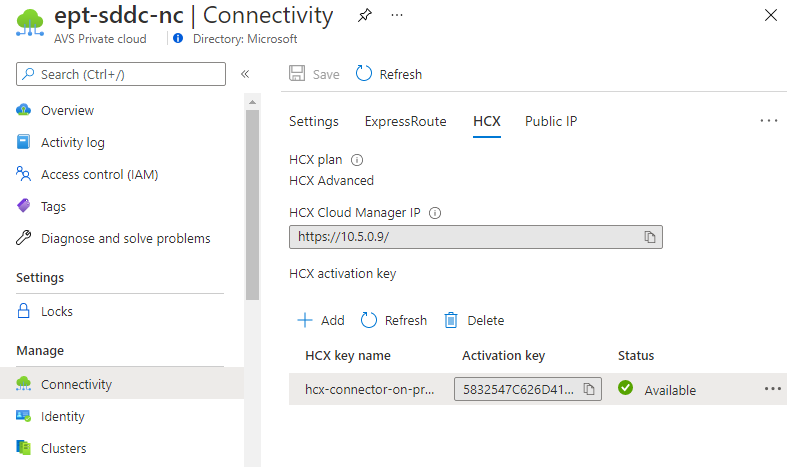 ept-sddc-nc | Connectivity
AVS Private cloud
Directory: Microsoft
Search (Ctrl+/)
Overview
Activity log
Access control (IAM)
Tags
Diagnose and solve problems
Settings
Locks
Manage
Connectivity
Identity
Clusters
Save Refresh
Settings ExpressRoute HCX Public IP
HCX plan
HCX Advanced
HCX Cloud Manager IP
https://10.5.0.9/
HCX activation key
Add Refresh Delete
HCX key name Activation key Status
hcx-connector-on-pr... 5832547C626D41... Available